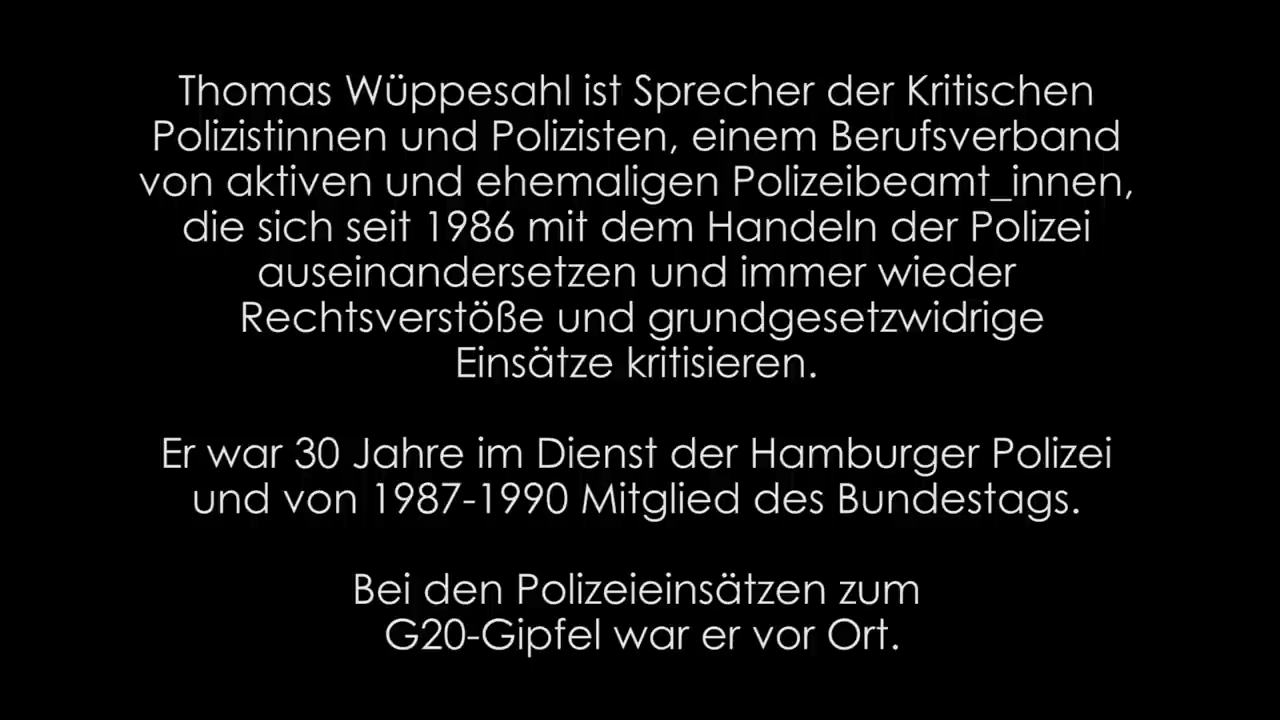 Thomas Wüppesahl ist Sprecher der Kritischen
Polizistinnen und Polizisten, einem Berufsverband
von aktiven und ehemaligen Polizeibeamt_innen,
die sich seit 1986 mit dem Handeln der Polizei
auseinandersetzen und immer wieder
Rechtsverstöße und grundgesetzwidrige
Einsätze kritisieren.
Er war 30 Jahre im Dienst der Hamburger Polizei
und von 1987-1990 Mitglied des Bundestags.
Bei den Polizeieinsätzen zum
G20-Gipfel war er vor Ort.